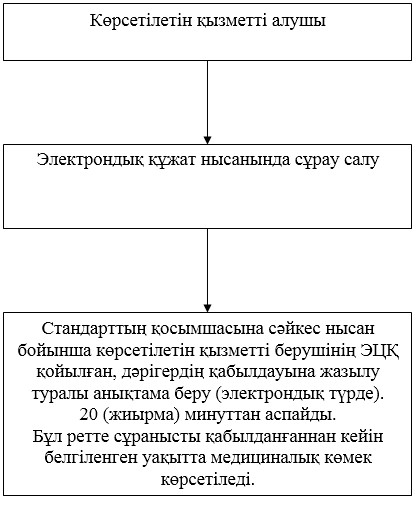 Көрсетілетін қызметті алушы
Электрондық құжат нысанында сұрау салу
Стандарттың қосымшасына сәйкес нысан
бойынша көрсетілетін қызметті берушінің ЭЦҚ
қойылған, дәрігердің қабылдауына жазылу
туралы анықтама беру (электрондық түрде).
20 (жиырма) минуттан аспайды.
Бұл ретте сұранысты қабылданғаннан кейін
белгіленген уақытта медициналық көмек
көрсетіледі.